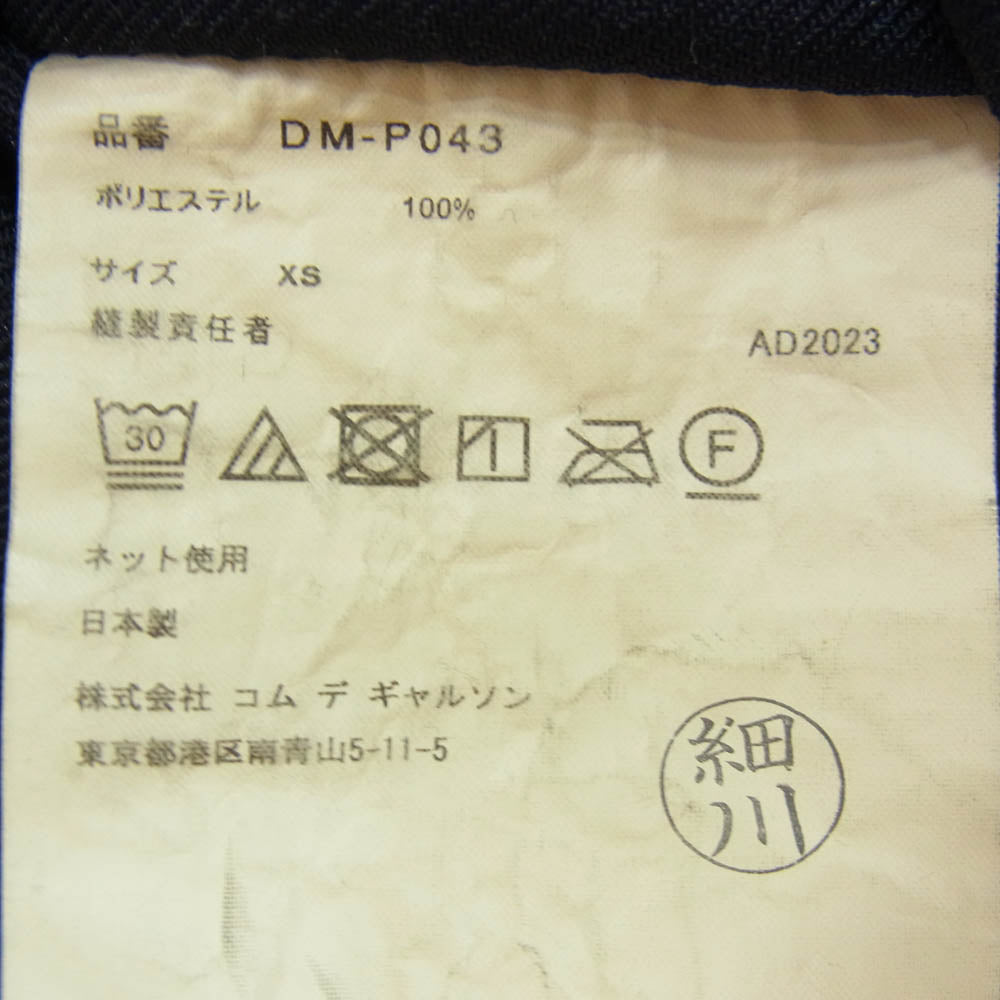 品番 DM-P043
ポリエステル 100%
サイズ XS
縫製責任者 AD2023
30 F
ネット使用
日本製
株式会社 コム デ ギャルソン
東京都港区南青山5-11-5
細川